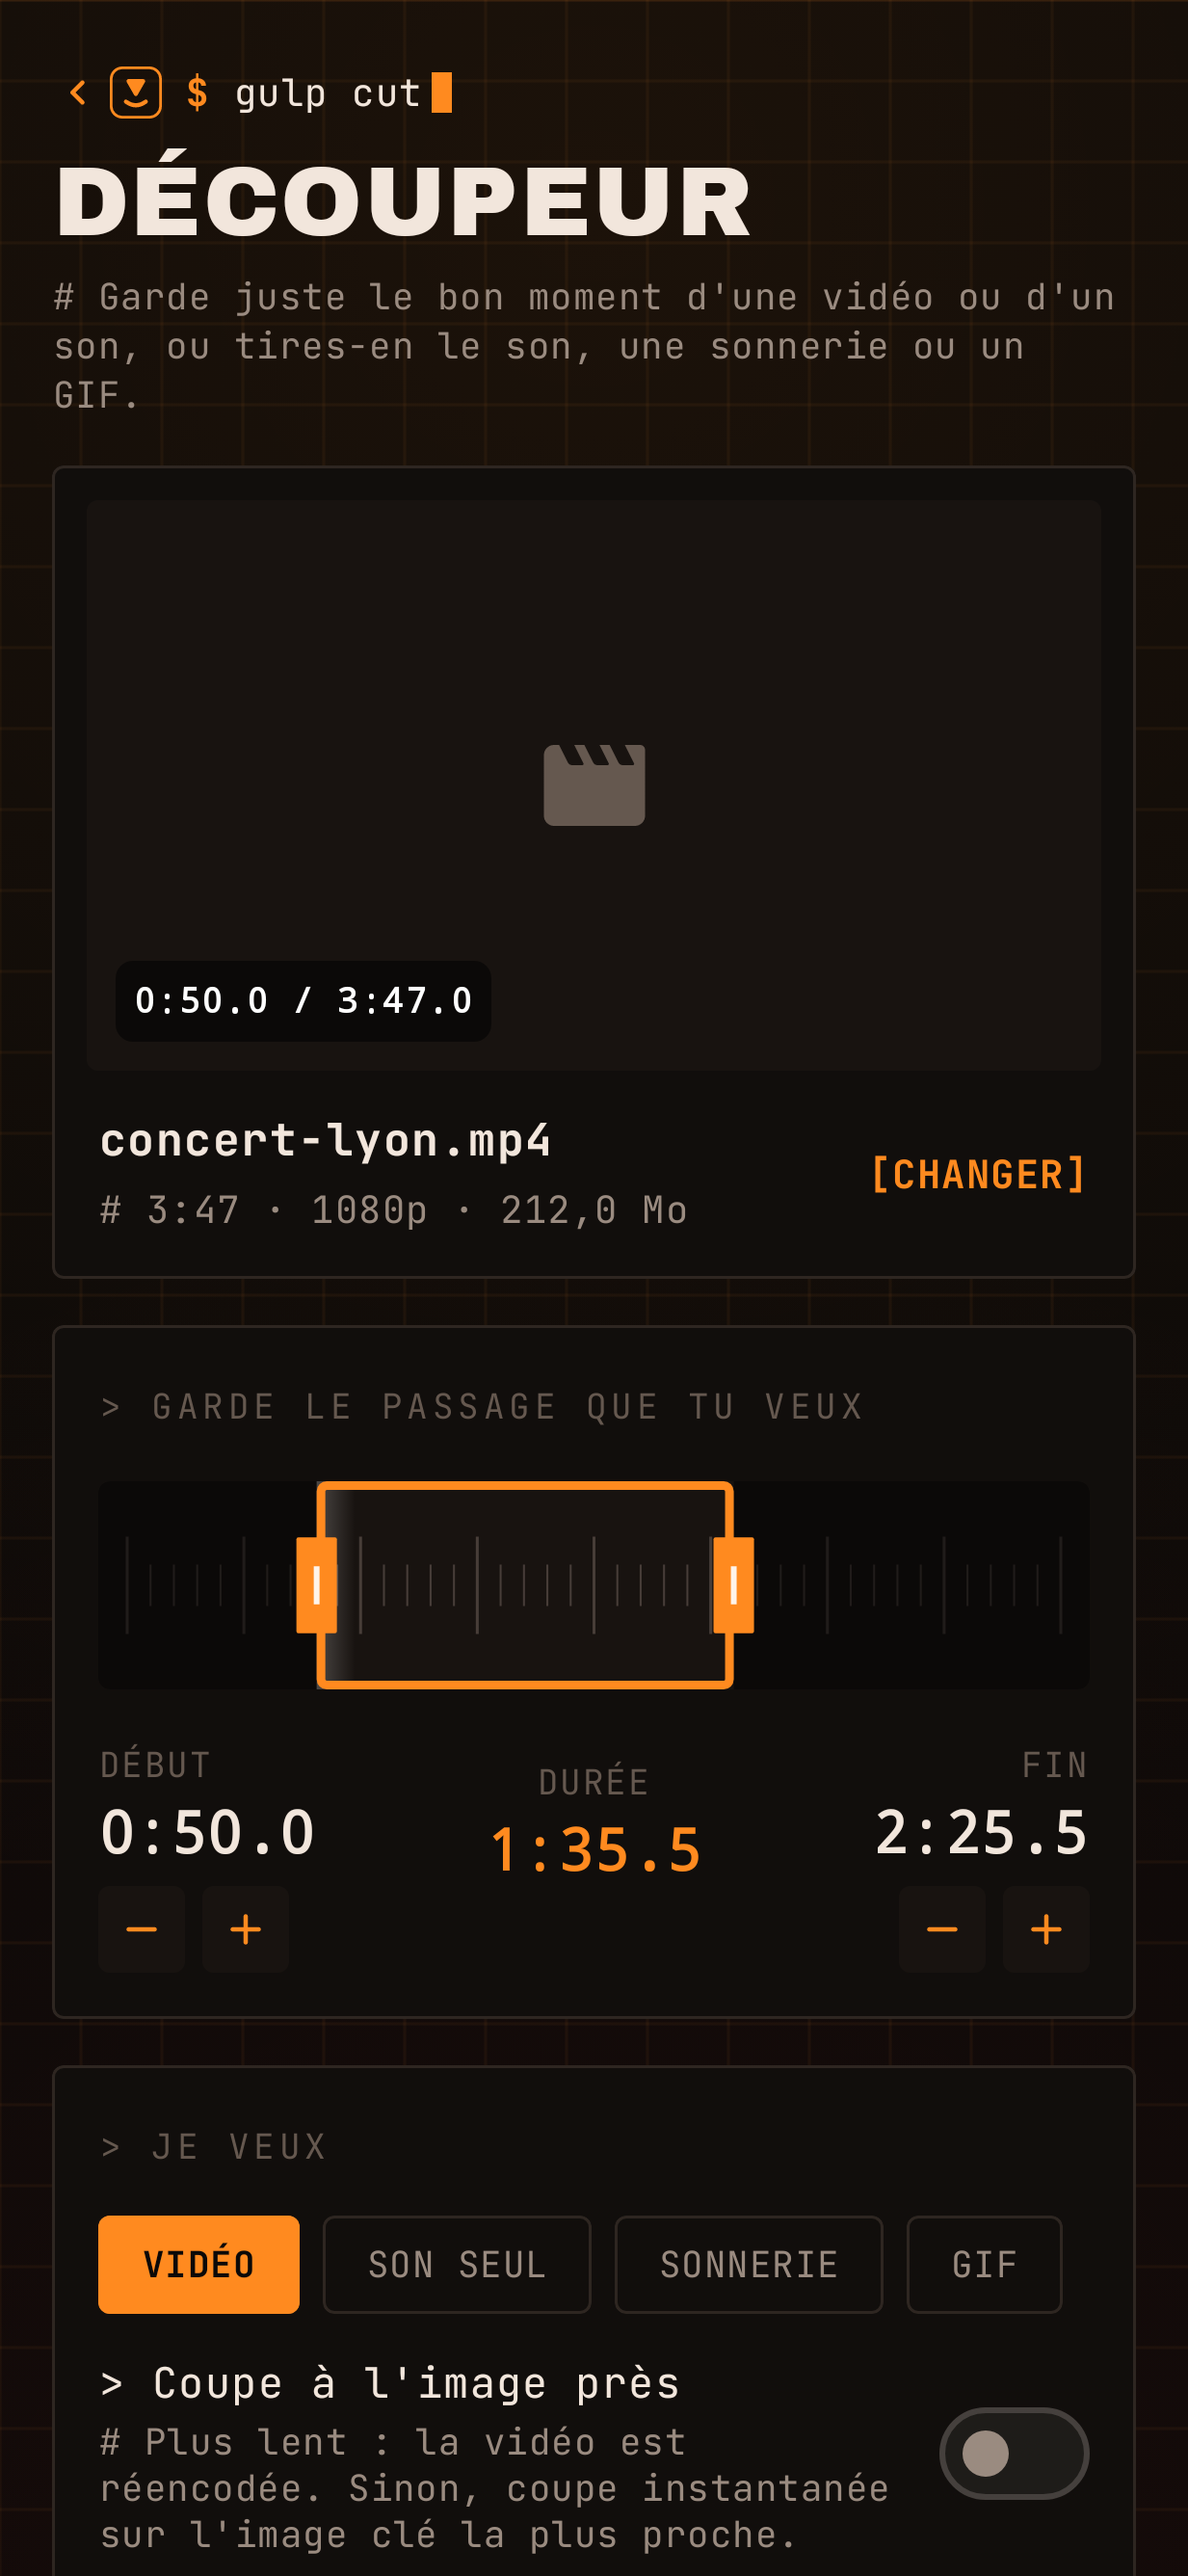 $ gulp cut
DÉCOUPEUR
# Garde juste le bon moment d'une vidéo ou d'un
son, ou tires-en le son, une sonnerie ou un
GIF.
0:50.0 / 3:47.0
concert-lyon.mp4
[CHANGER]
# 3:47 · 1080p · 212,0 Mo
> GARDE LE PASSAGE QUE TU VEUX
DÉBUT
0:50.0
DURÉE
1:35.5
FIN
2:25.5
> JE VEUX
VIDÉO
SON SEUL
SONNERIE
GIF
> Coupe à l'image près
# Plus lent : la vidéo est
réencodée. Sinon, coupe instantanée
sur l'image clé la plus proche.